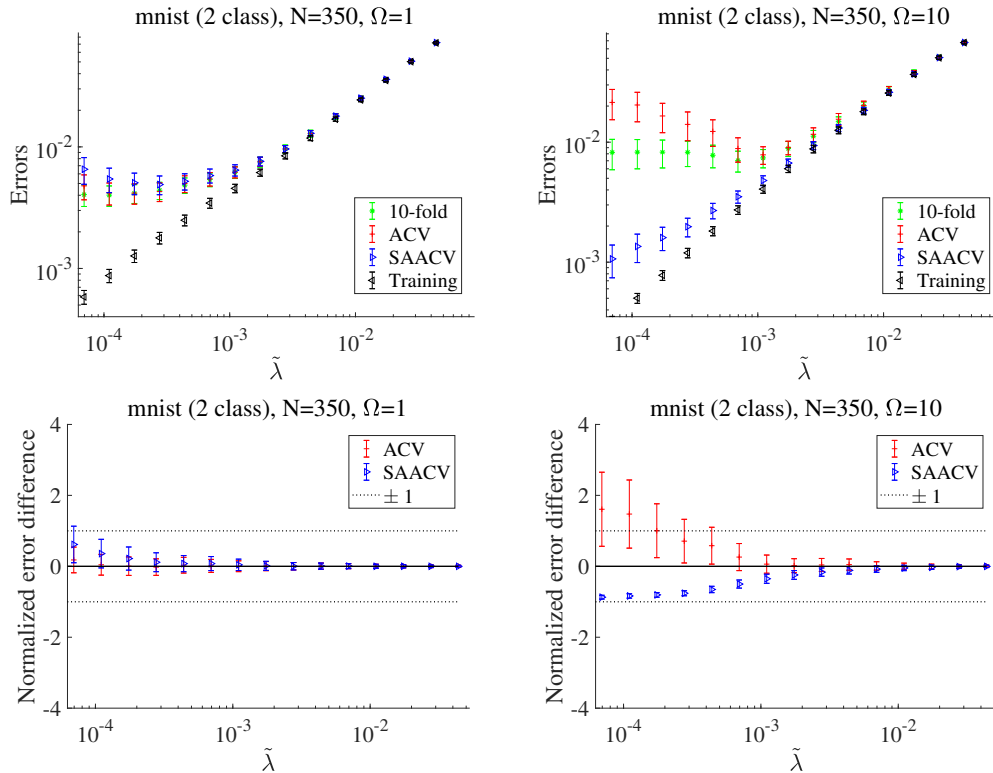 mnist (2 class), N=350, Ω=1
Errors
10^-2
10^-3
10-fold
ACV
SAACV
Training
10^-4
10^-3
10^-2
λ̃
mnist (2 class), N=350, Ω=10
Errors
10^-2
10^-3
10-fold
ACV
SAACV
Training
10^-4
10^-3
10^-2
λ̃
mnist (2 class), N=350, Ω=1
Normalized error difference
4
2
0
-2
-4
ACV
SAACV
± 1
10^-4
10^-3
10^-2
λ̃
mnist (2 class), N=350, Ω=10
Normalized error difference
4
2
0
-2
-4
ACV
SAACV
± 1
10^-4
10^-3
10^-2
λ̃